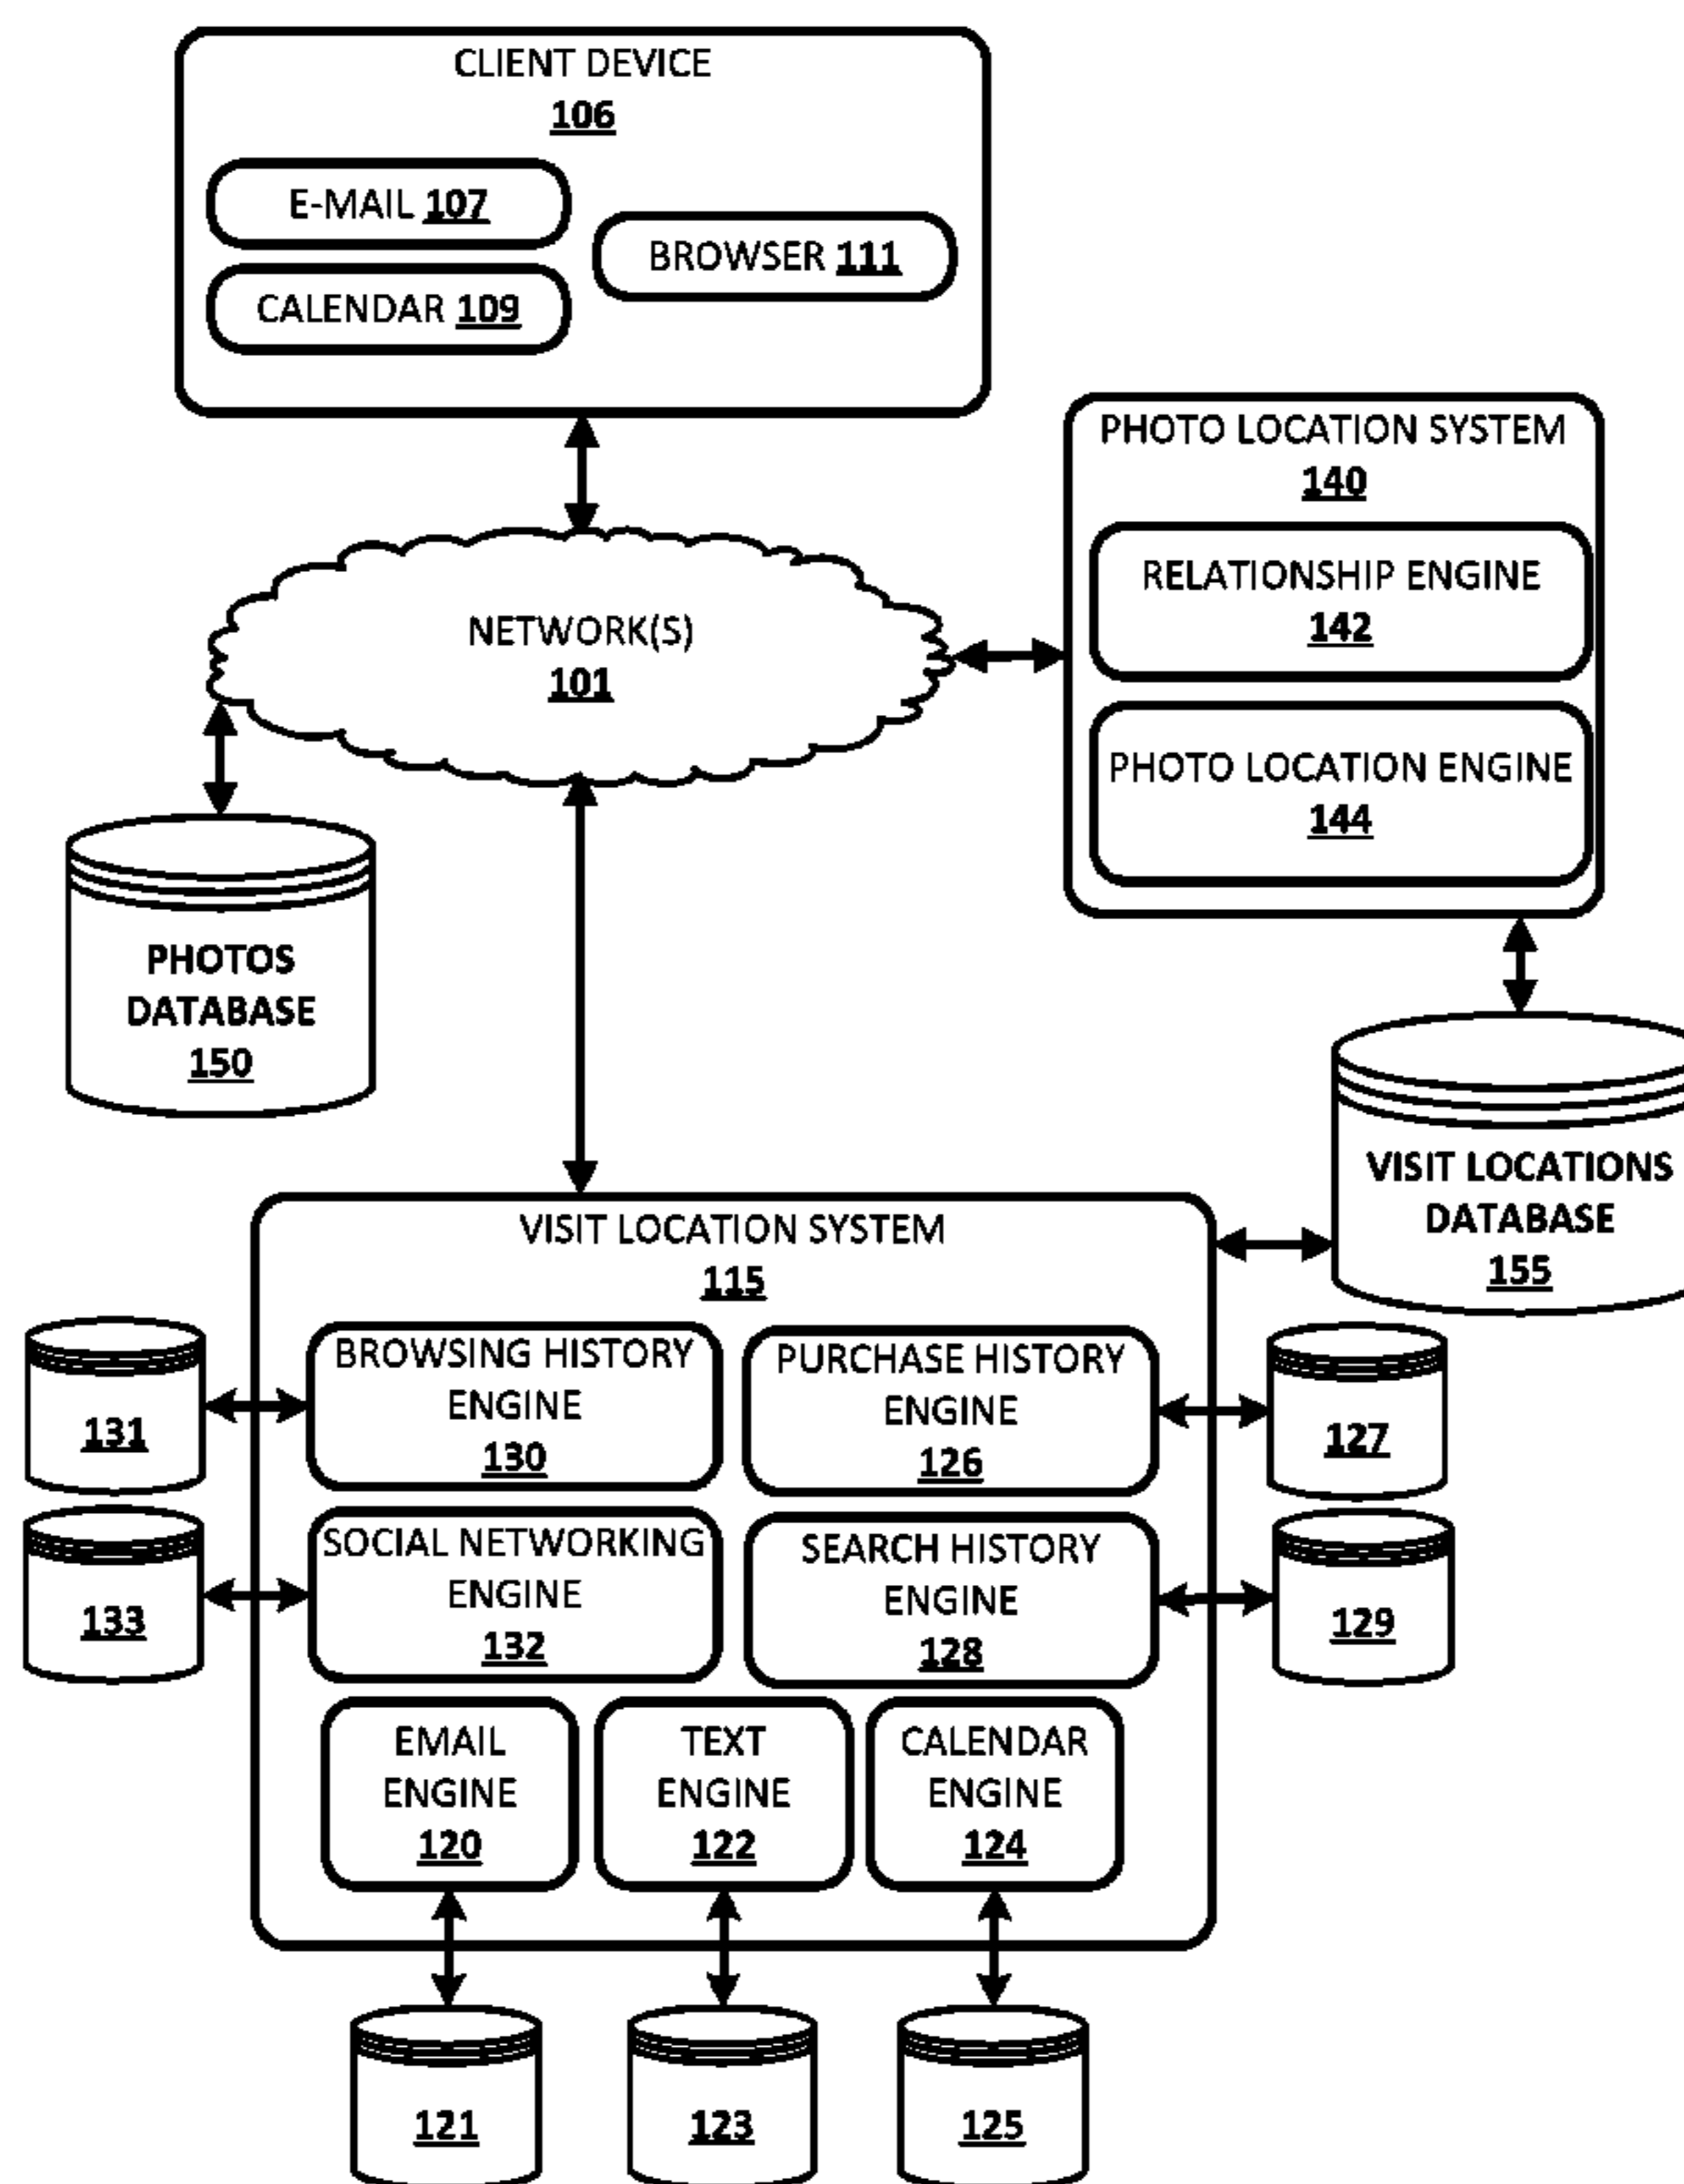 CLIENT DEVICE
106
E-MAIL 107
BROWSER 111
CALENDAR 109
PHOTO LOCATION SYSTEM
140
RELATIONSHIP ENGINE
142
PHOTO LOCATION ENGINE
144
NETWORK(S)
101
PHOTOS
DATABASE
150
VISIT LOCATIONS
DATABASE
155
VISIT LOCATION SYSTEM
115
BROWSING HISTORY
ENGINE
130
PURCHASE HISTORY
ENGINE
126
131
127
SOCIAL NETWORKING
ENGINE
132
SEARCH HISTORY
ENGINE
128
133
129
EMAIL
ENGINE
120
TEXT
ENGINE
122
CALENDAR
ENGINE
124
121
123
125